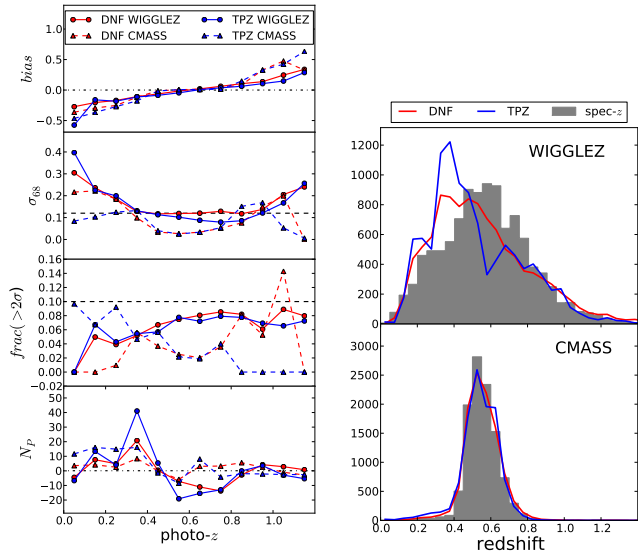 DNF WIGGLEZ
TPZ WIGGLEZ
DNF CMASS
TPZ CMASS
1.0
0.5
0.0
−0.5
bias
0.4
0.3
0.2
0.1
0.0
σ68
0.16
0.14
0.12
0.10
0.08
0.06
0.04
0.02
0.00
−0.02
frac(>2σ)
50
40
30
20
10
0
−10
−20
N_P
0.0 0.2 0.4 0.6 0.8 1.0
photo-z
DNF TPZ spec-z
WIGGLEZ
1200
1000
800
600
400
200
0
CMASS
3000
2500
2000
1500
1000
500
0
0.0 0.2 0.4 0.6 0.8 1.0 1.2
redshift